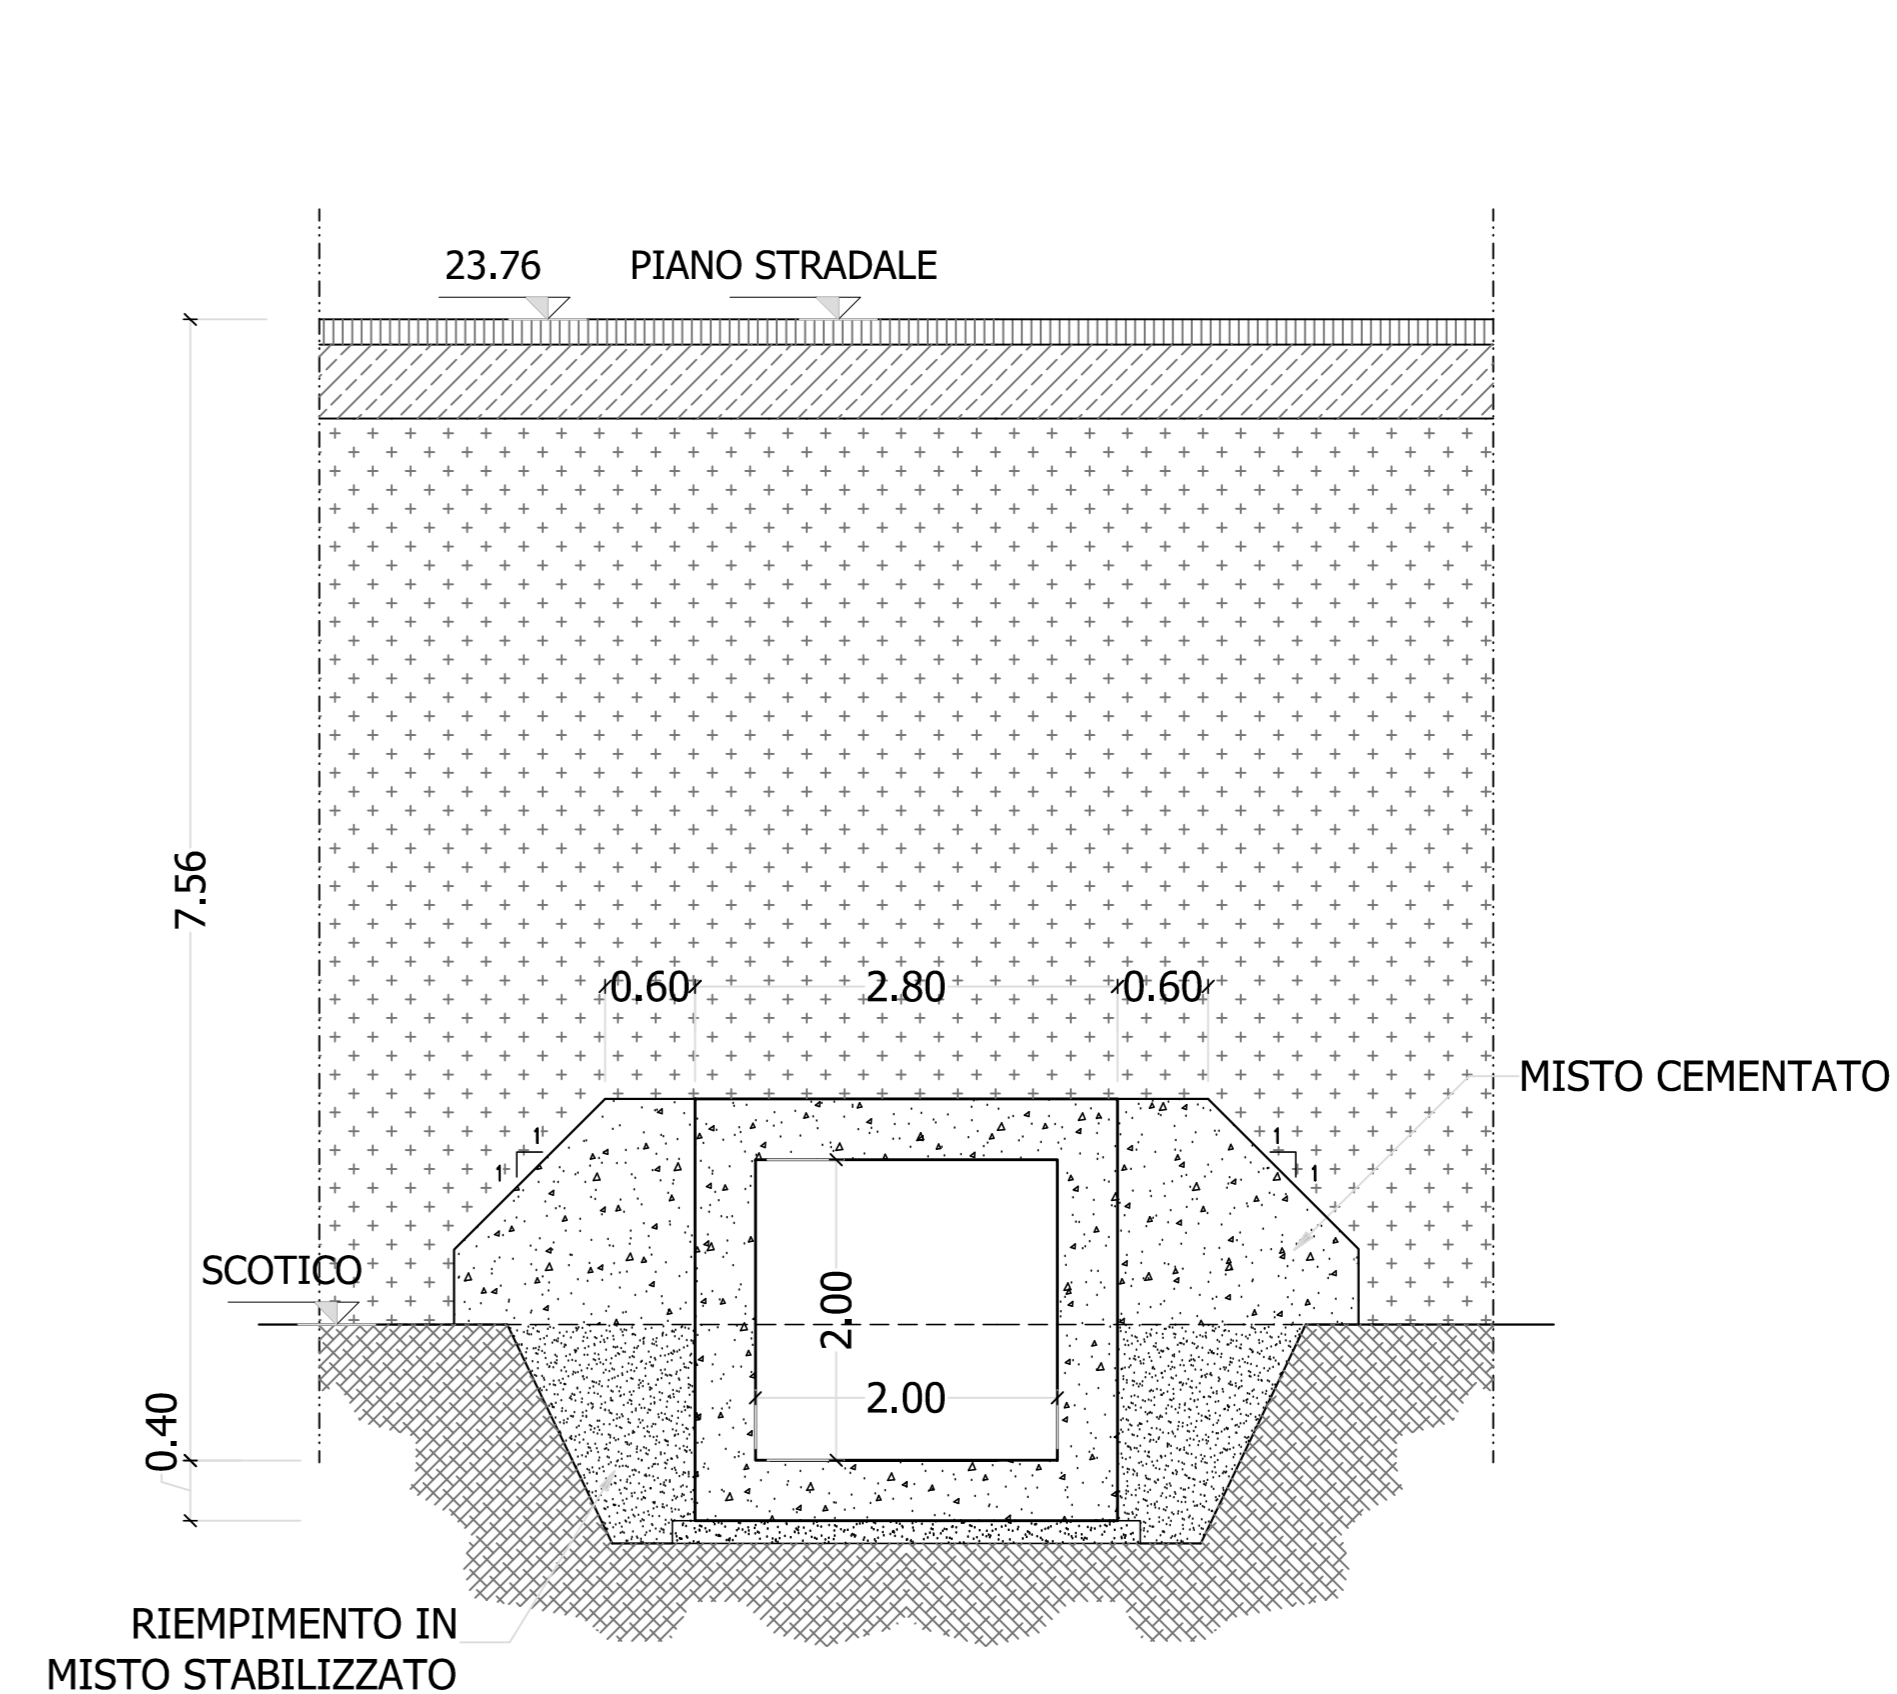 23.76
PIANO STRADALE
7.56
0.60
2.80
0.60
MISTO CEMENTATO
1
1
1
1
SCOTICO
2.00
2.00
0.40
RIEMPIMENTO IN
MISTO STABILIZZATO